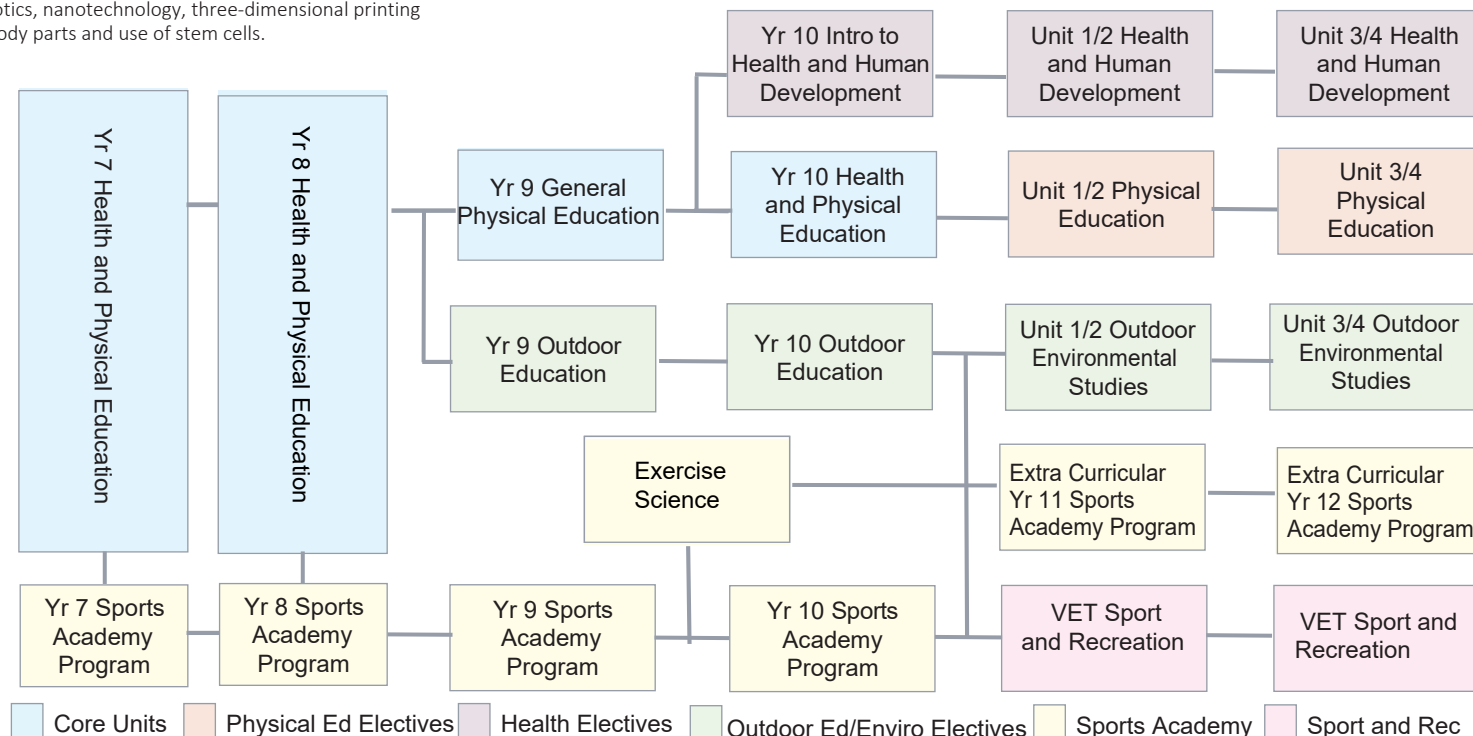 optics, nanotechnology, three-dimensional printing
body parts and use of stem cells.
Yr 10 Intro to
Health and Human
Development
Unit 1/2 Health
and Human
Development
Unit 3/4 Health
and Human
Development
Yr 7 Health and Physical Education
Yr 8 Health and Physical Education
Yr 9 General
Physical Education
Yr 10 Health
and Physical
Education
Unit 1/2 Physical
Education
Unit 3/4
Physical
Education
Yr 9 Outdoor
Education
Yr 10 Outdoor
Education
Unit 1/2 Outdoor
Environmental
Studies
Unit 3/4 Outdoor
Environmental
Studies
Exercise
Science
Extra Curricular
Yr 11 Sports
Academy Program
Extra Curricular
Yr 12 Sports
Academy Program
Yr 7 Sports
Academy
Program
Yr 8 Sports
Academy
Program
Yr 9 Sports
Academy
Program
Yr 10 Sports
Academy
Program
VET Sport
and Recreation
VET Sport and
Recreation
Core Units
Physical Ed Electives
Health Electives
Outdoor Ed/Enviro Electives
Sports Academy
Sport and Rec